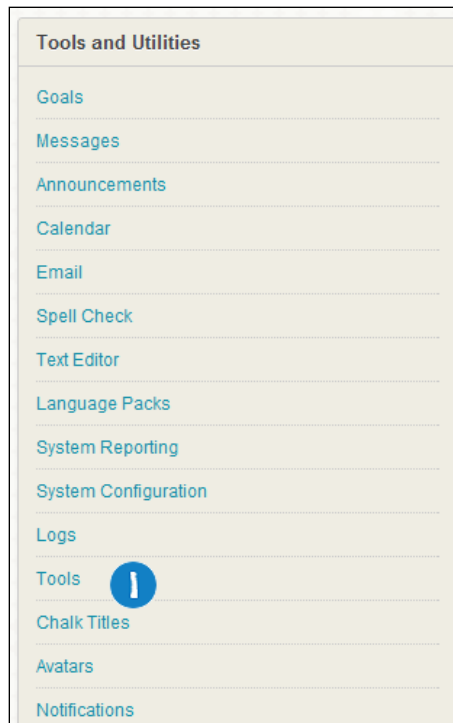 Tools and Utilities
Goals
Messages
Announcements
Calendar
Email
Spell Check
Text Editor
Language Packs
System Reporting
System Configuration
Logs
Tools 1
Chalk Titles
Avatars
Notifications